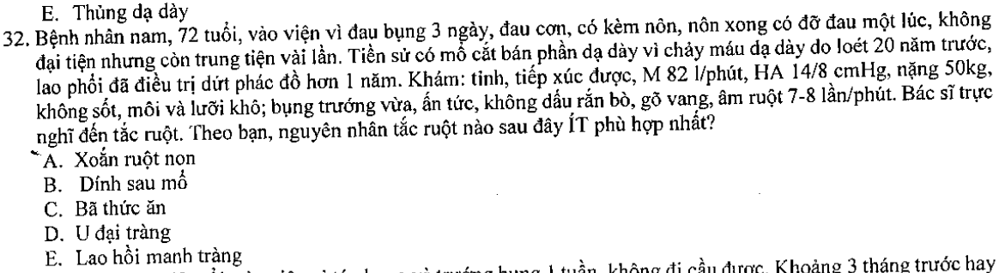 E. Thủng dạ dày
32. Bệnh nhân nam, 72 tuổi, vào viện vì đau bụng 3 ngày, đau cơn, có kèm nôn, nôn xong có đỡ đau một lúc, không
đại tiện nhưng còn trung tiện vài lần. Tiền sử có mổ cắt bán phần dạ dày vì chảy máu dạ dày do loét 20 năm trước,
lao phổi đã điều trị dứt phác đồ hơn 1 năm. Khám: tỉnh, tiếp xúc được, M 82 l/phút, HA 14/8 cmHg, nặng 50kg,
không sốt, môi và lưỡi khô; bụng trướng vừa, ấn tức, không dấu rắn bò, gõ vang, âm ruột 7-8 lần/phút. Bác sĩ trực
nghĩ đến tắc ruột. Theo bạn, nguyên nhân tắc ruột nào sau đây ÍT phù hợp nhất?
A. Xoắn ruột non
B. Dính sau mổ
C. Bã thức ăn
D. U đại tràng
E. Lao hồi manh tràng
1 tuần, không đi cầu được. Khoảng 3 tháng trước hay